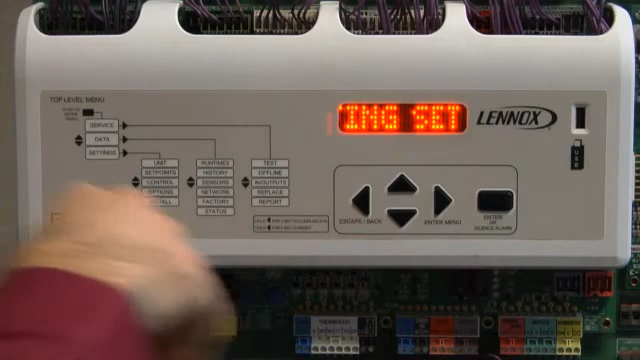 TOP LEVEL MENU
SERVICE
DATA
SETTINGS
UNIT
SETPOINTS
CONTROL
OPTIONS
RUNTIMES
HISTORY
SENSORS
NETWORK
FACTORY
STATUS
TEST
OFFLINE
IN/OUTPUTS
REPLACE
REPORT
ING SET
LENNOX
USB
ESCAPE / BACK
ENTER MENU
ENTER
OR
SILENCE ALARM